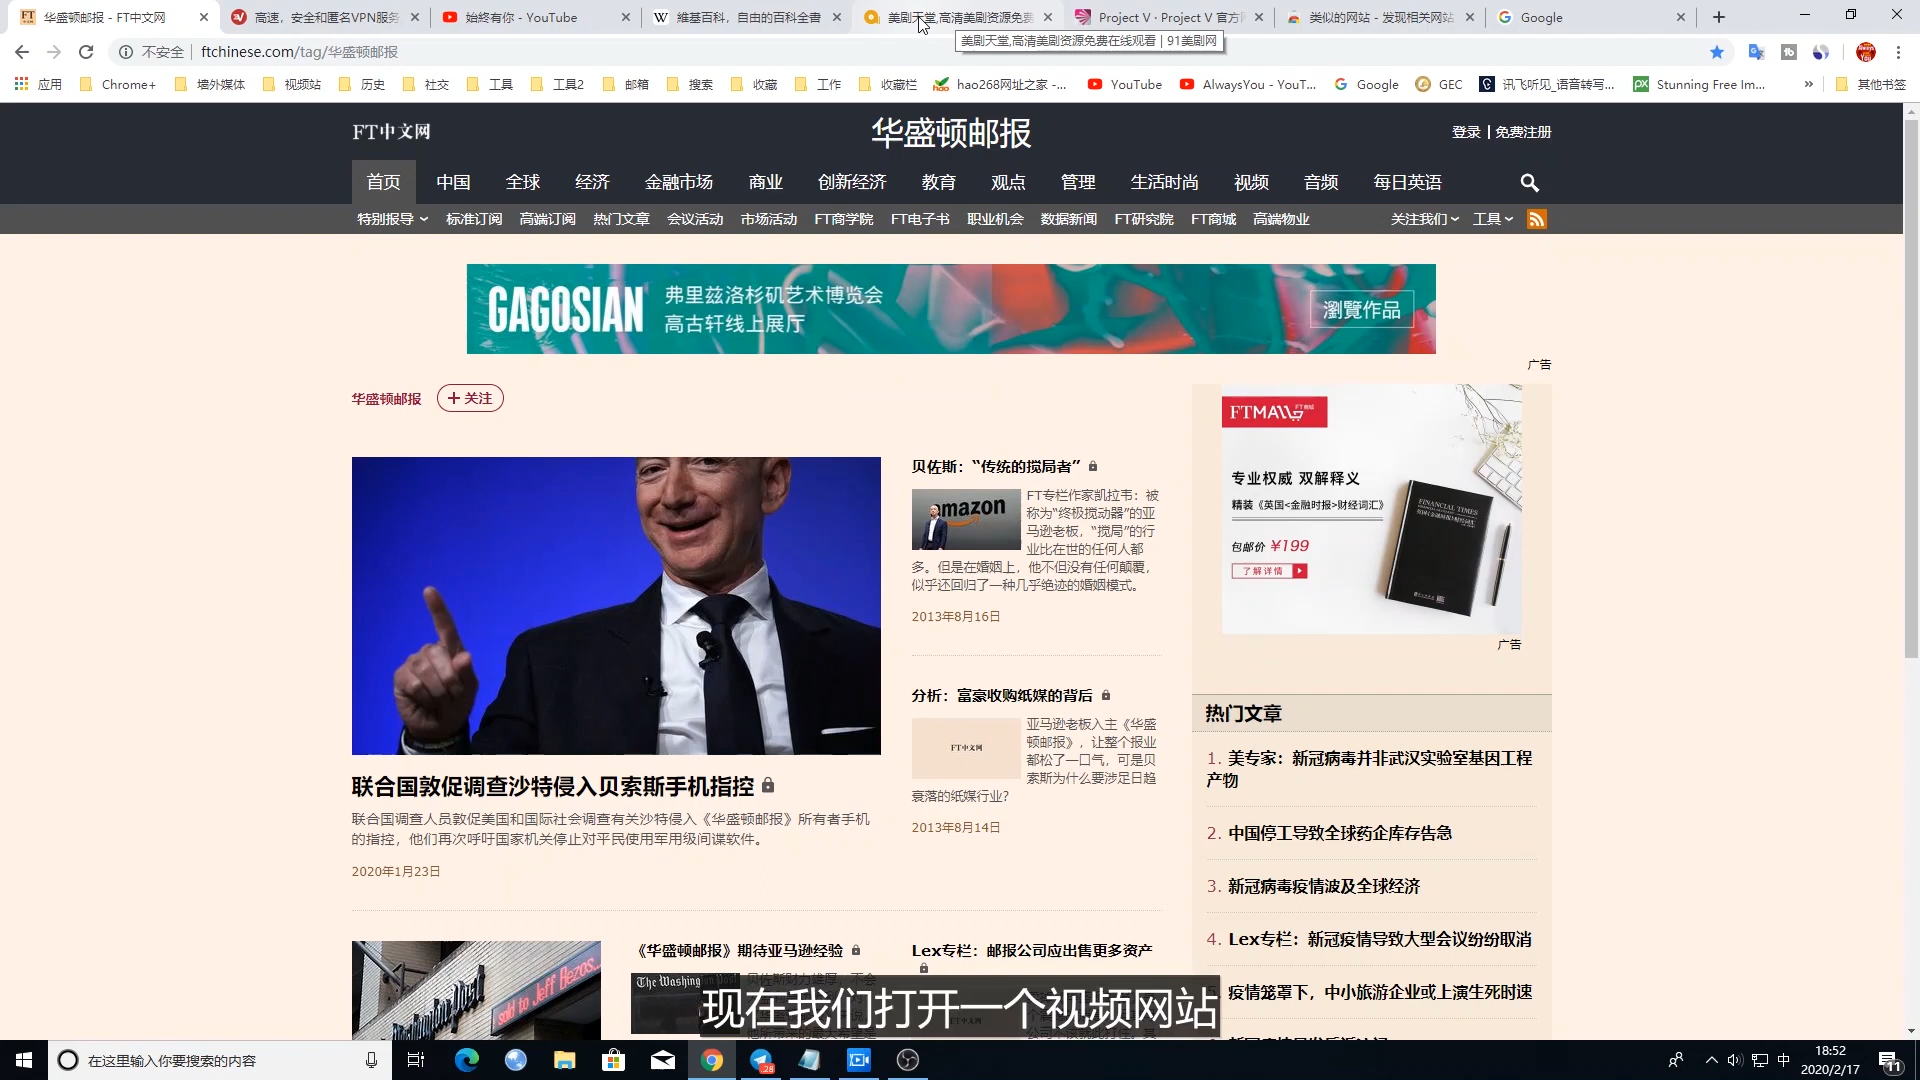 华盛顿邮报 - FT中文网
高速，安全和匿名VPN服务
始終有你 - YouTube
維基百科，自由的百科全書
美剧天堂,高清美剧资源免费
Project V · Project V 官方
类似的网站 - 发现相关网站
Google
不安全 | ftchinese.com/tag/华盛顿邮报
美剧天堂,高清美剧资源免费在线观看 | 91美剧网
应用
Chrome+
墙外媒体
视频站
历史
社交
工具
工具2
邮箱
搜索
收藏
工作
收藏栏
hao268网址之家 -...
YouTube
AlwaysYou - YouT...
Google
GEC
讯飞听见_语音转写...
Stunning Free Im...
»
其他书签
FT中文网
华盛顿邮报
登录 | 免费注册
首页 中国 全球 经济 金融市场 商业 创新经济 教育 观点 管理 生活时尚 视频 音频 每日英语
特别报导 标准订阅 高端订阅 热门文章 会议活动 市场活动 FT商学院 FT电子书 职业机会 数据新闻 FT研究院 FT商城 高端物业 关注我们 工具
GAGOSIAN
弗里兹洛杉矶艺术博览会
高古轩线上展厅
瀏覽作品
广告
华盛顿邮报
+ 关注
联合国敦促调查沙特侵入贝索斯手机指控
联合国调查人员敦促美国和国际社会调查有关沙特侵入《华盛顿邮报》所有者手机
的指控，他们再次呼吁国家机关停止对平民使用军用级间谍软件。
2020年1月23日
贝佐斯：“传统的搅局者”
amazon
FT专栏作家凯拉韦：被
称为“终极搅动器”的亚
马逊老板，“搅局”的行
业比在世的任何人都
多。但是在婚姻上，他不但没有任何颠覆，
似乎还回归了一种几乎绝迹的婚姻模式。
2013年8月16日
分析：富豪收购纸媒的背后
FT中文网
亚马逊老板入主《华盛
顿邮报》，让整个报业
都松了一口气，可是贝
索斯为什么要涉足日趋
衰落的纸媒行业？
2013年8月14日
FTMALL
FT商城
专业权威 双解释义
精装《英国<金融时报>财经词汇》
包邮价 ¥199
了解详情
FINANCIAL TIMES
广告
热门文章
1. 美专家：新冠病毒并非武汉实验室基因工程
产物
2. 中国停工导致全球药企库存告急
3. 新冠病毒疫情波及全球经济
4. Lex专栏：新冠疫情导致大型会议纷纷取消
疫情笼罩下，中小旅游企业或上演生死时速
sold to Jeff Bezos...
《华盛顿邮报》期待亚马逊经验
The Washing
Lex专栏：邮报公司应出售更多资产
现在我们打开一个视频网站
在这里输入你要搜索的内容
.28
中
18:52
2020/2/17
11